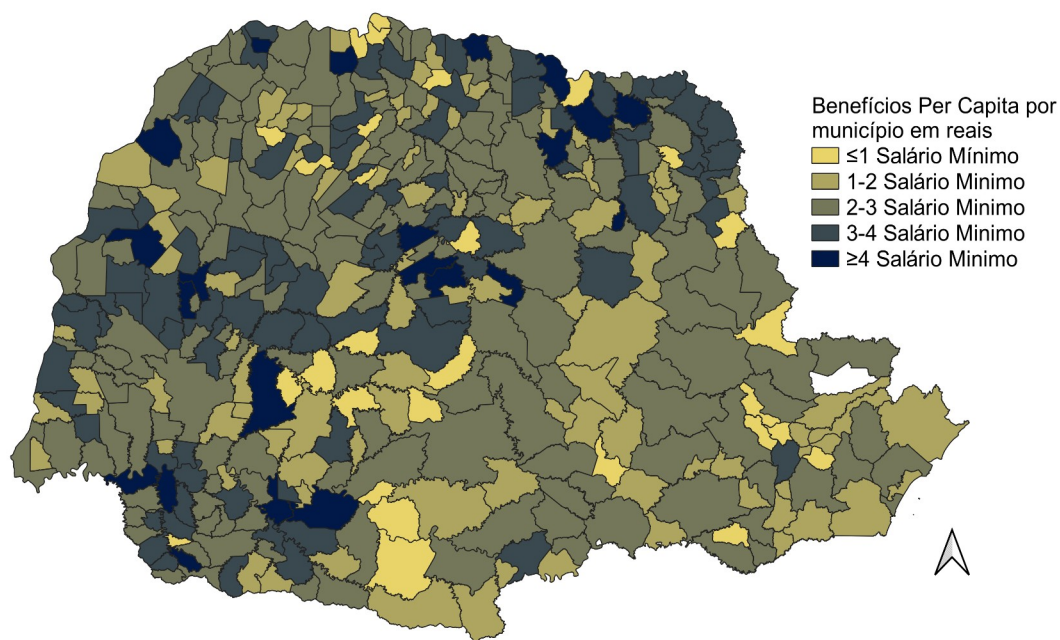 Benefícios Per Capita por
município em reais
≤1 Salário Mínimo
1-2 Salário Minimo
2-3 Salário Minimo
3-4 Salário Minimo
≥4 Salário Minimo